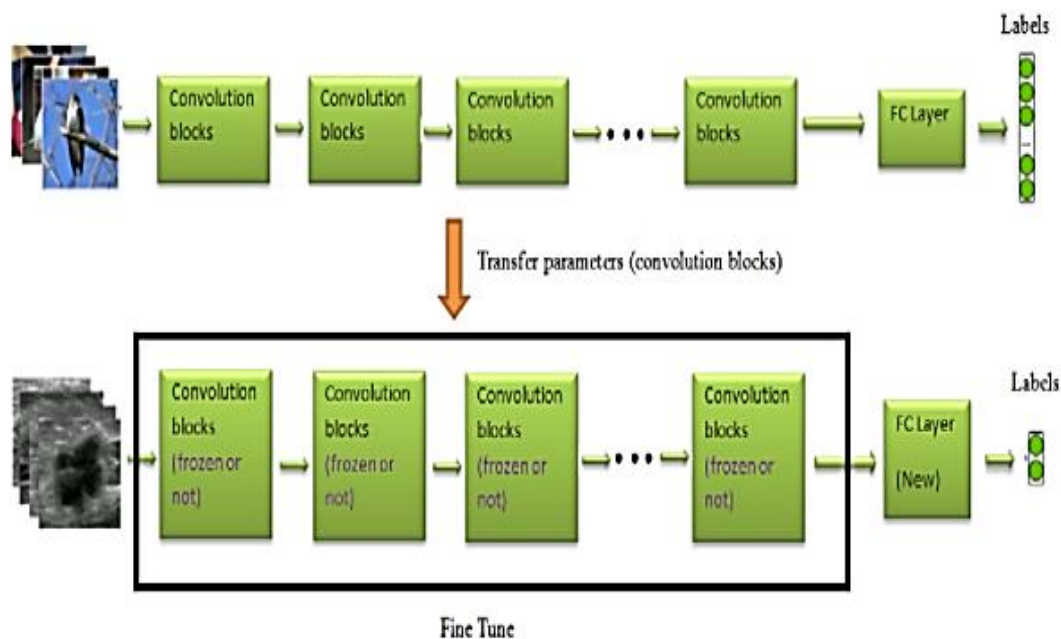 Labels
Convolution
blocks
Convolution
blocks
Convolution
blocks
Convolution
blocks
FC Layer
Transfer parameters (convolution blocks)
Labels
Convolution
blocks
(frozen or
not)
Convolution
blocks
(frozen or
not)
Convolution
blocks
(frozen or
not)
Convolution
blocks
(frozen or
not)
FC Layer
(New)
Fine Tune